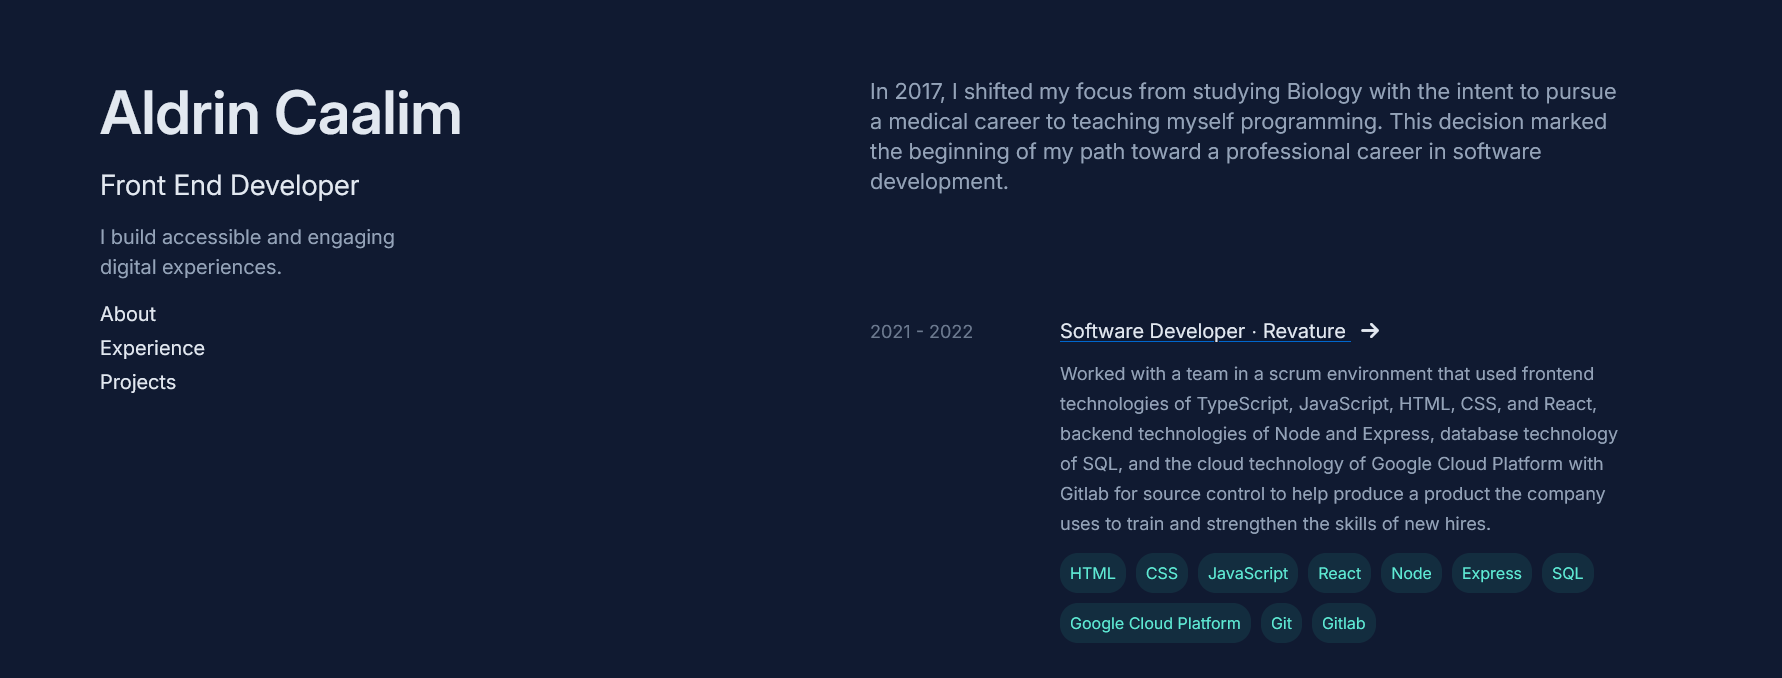 Aldrin Caalim
Front End Developer
I build accessible and engaging
digital experiences.
About
Experience
Projects
In 2017, I shifted my focus from studying Biology with the intent to pursue
a medical career to teaching myself programming. This decision marked
the beginning of my path toward a professional career in software
development.
2021 - 2022
Software Developer · Revature →
Worked with a team in a scrum environment that used frontend
technologies of TypeScript, JavaScript, HTML, CSS, and React,
backend technologies of Node and Express, database technology
of SQL, and the cloud technology of Google Cloud Platform with
Gitlab for source control to help produce a product the company
uses to train and strengthen the skills of new hires.
HTML CSS JavaScript React Node Express SQL
Google Cloud Platform Git Gitlab